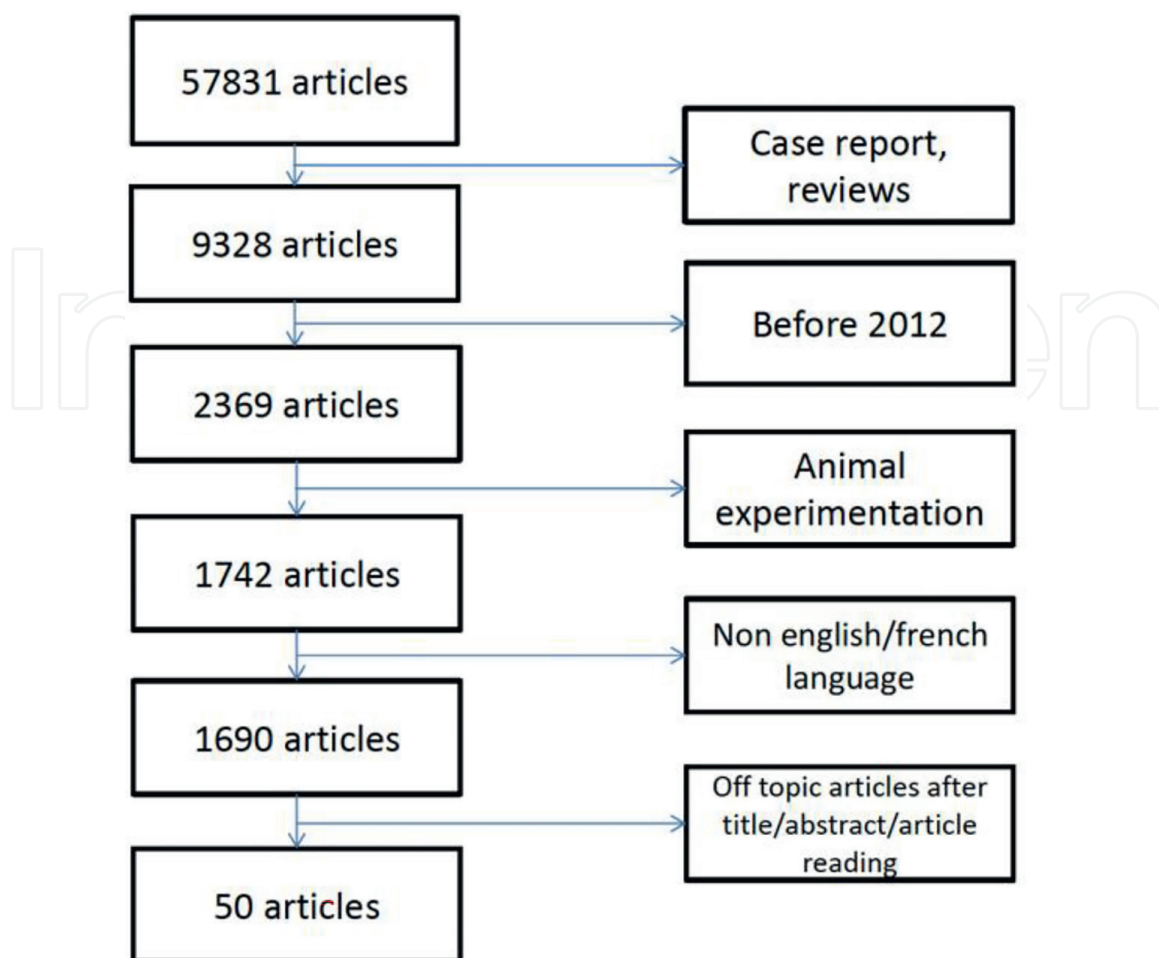 57831 articles
Case report,
reviews
9328 articles
Before 2012
2369 articles
Animal
experimentation
1742 articles
Non english/french
language
1690 articles
Off topic articles after
title/abstract/article
reading
50 articles